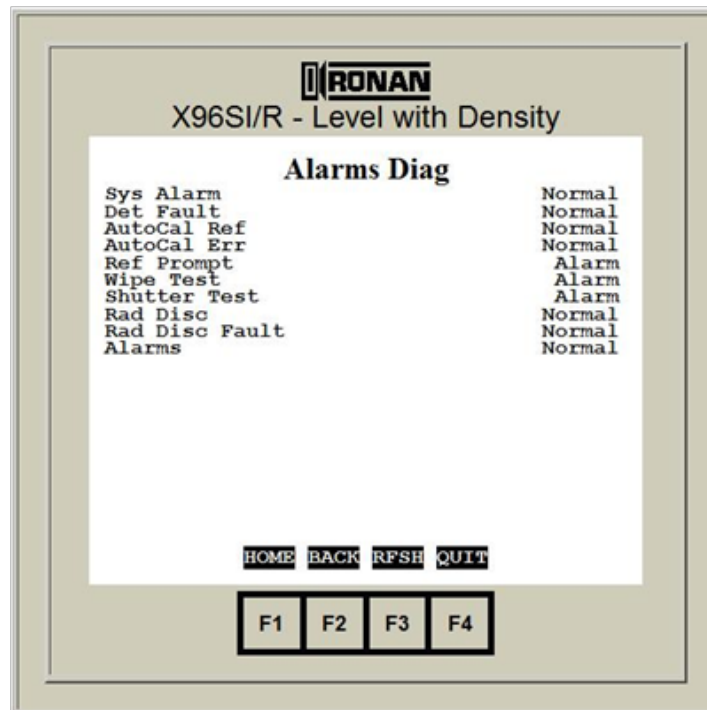 RONAN
X96SI/R - Level with Density
Alarms Diag
Sys Alarm Normal
Det Fault Normal
AutoCal Ref Normal
AutoCal Err Normal
Ref Prompt Alarm
Wipe Test Alarm
Shutter Test Alarm
Rad Disc Normal
Rad Disc Fault Normal
Alarms Normal
HOME BACK RFSH QUIT
F1 F2 F3 F4